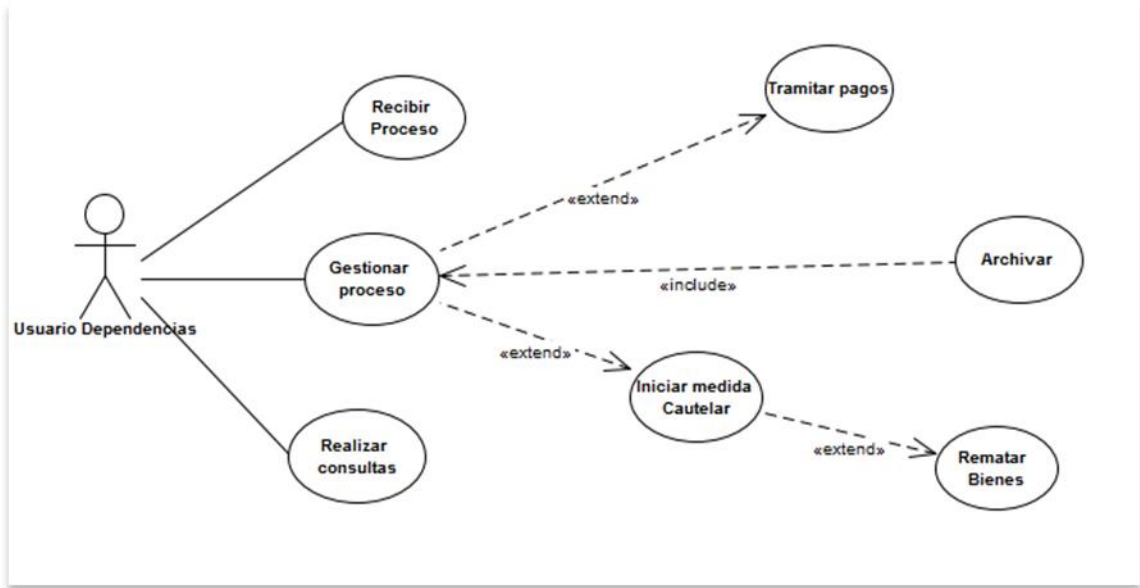 Tramitar pagos
Recibir
Proceso
«extend»
Archivar
Gestionar
proceso
«include»
Usuario Dependencias
«extend»
Iniciar medida
Cautelar
Realizar
consultas
«extend»
Rematar
Bienes